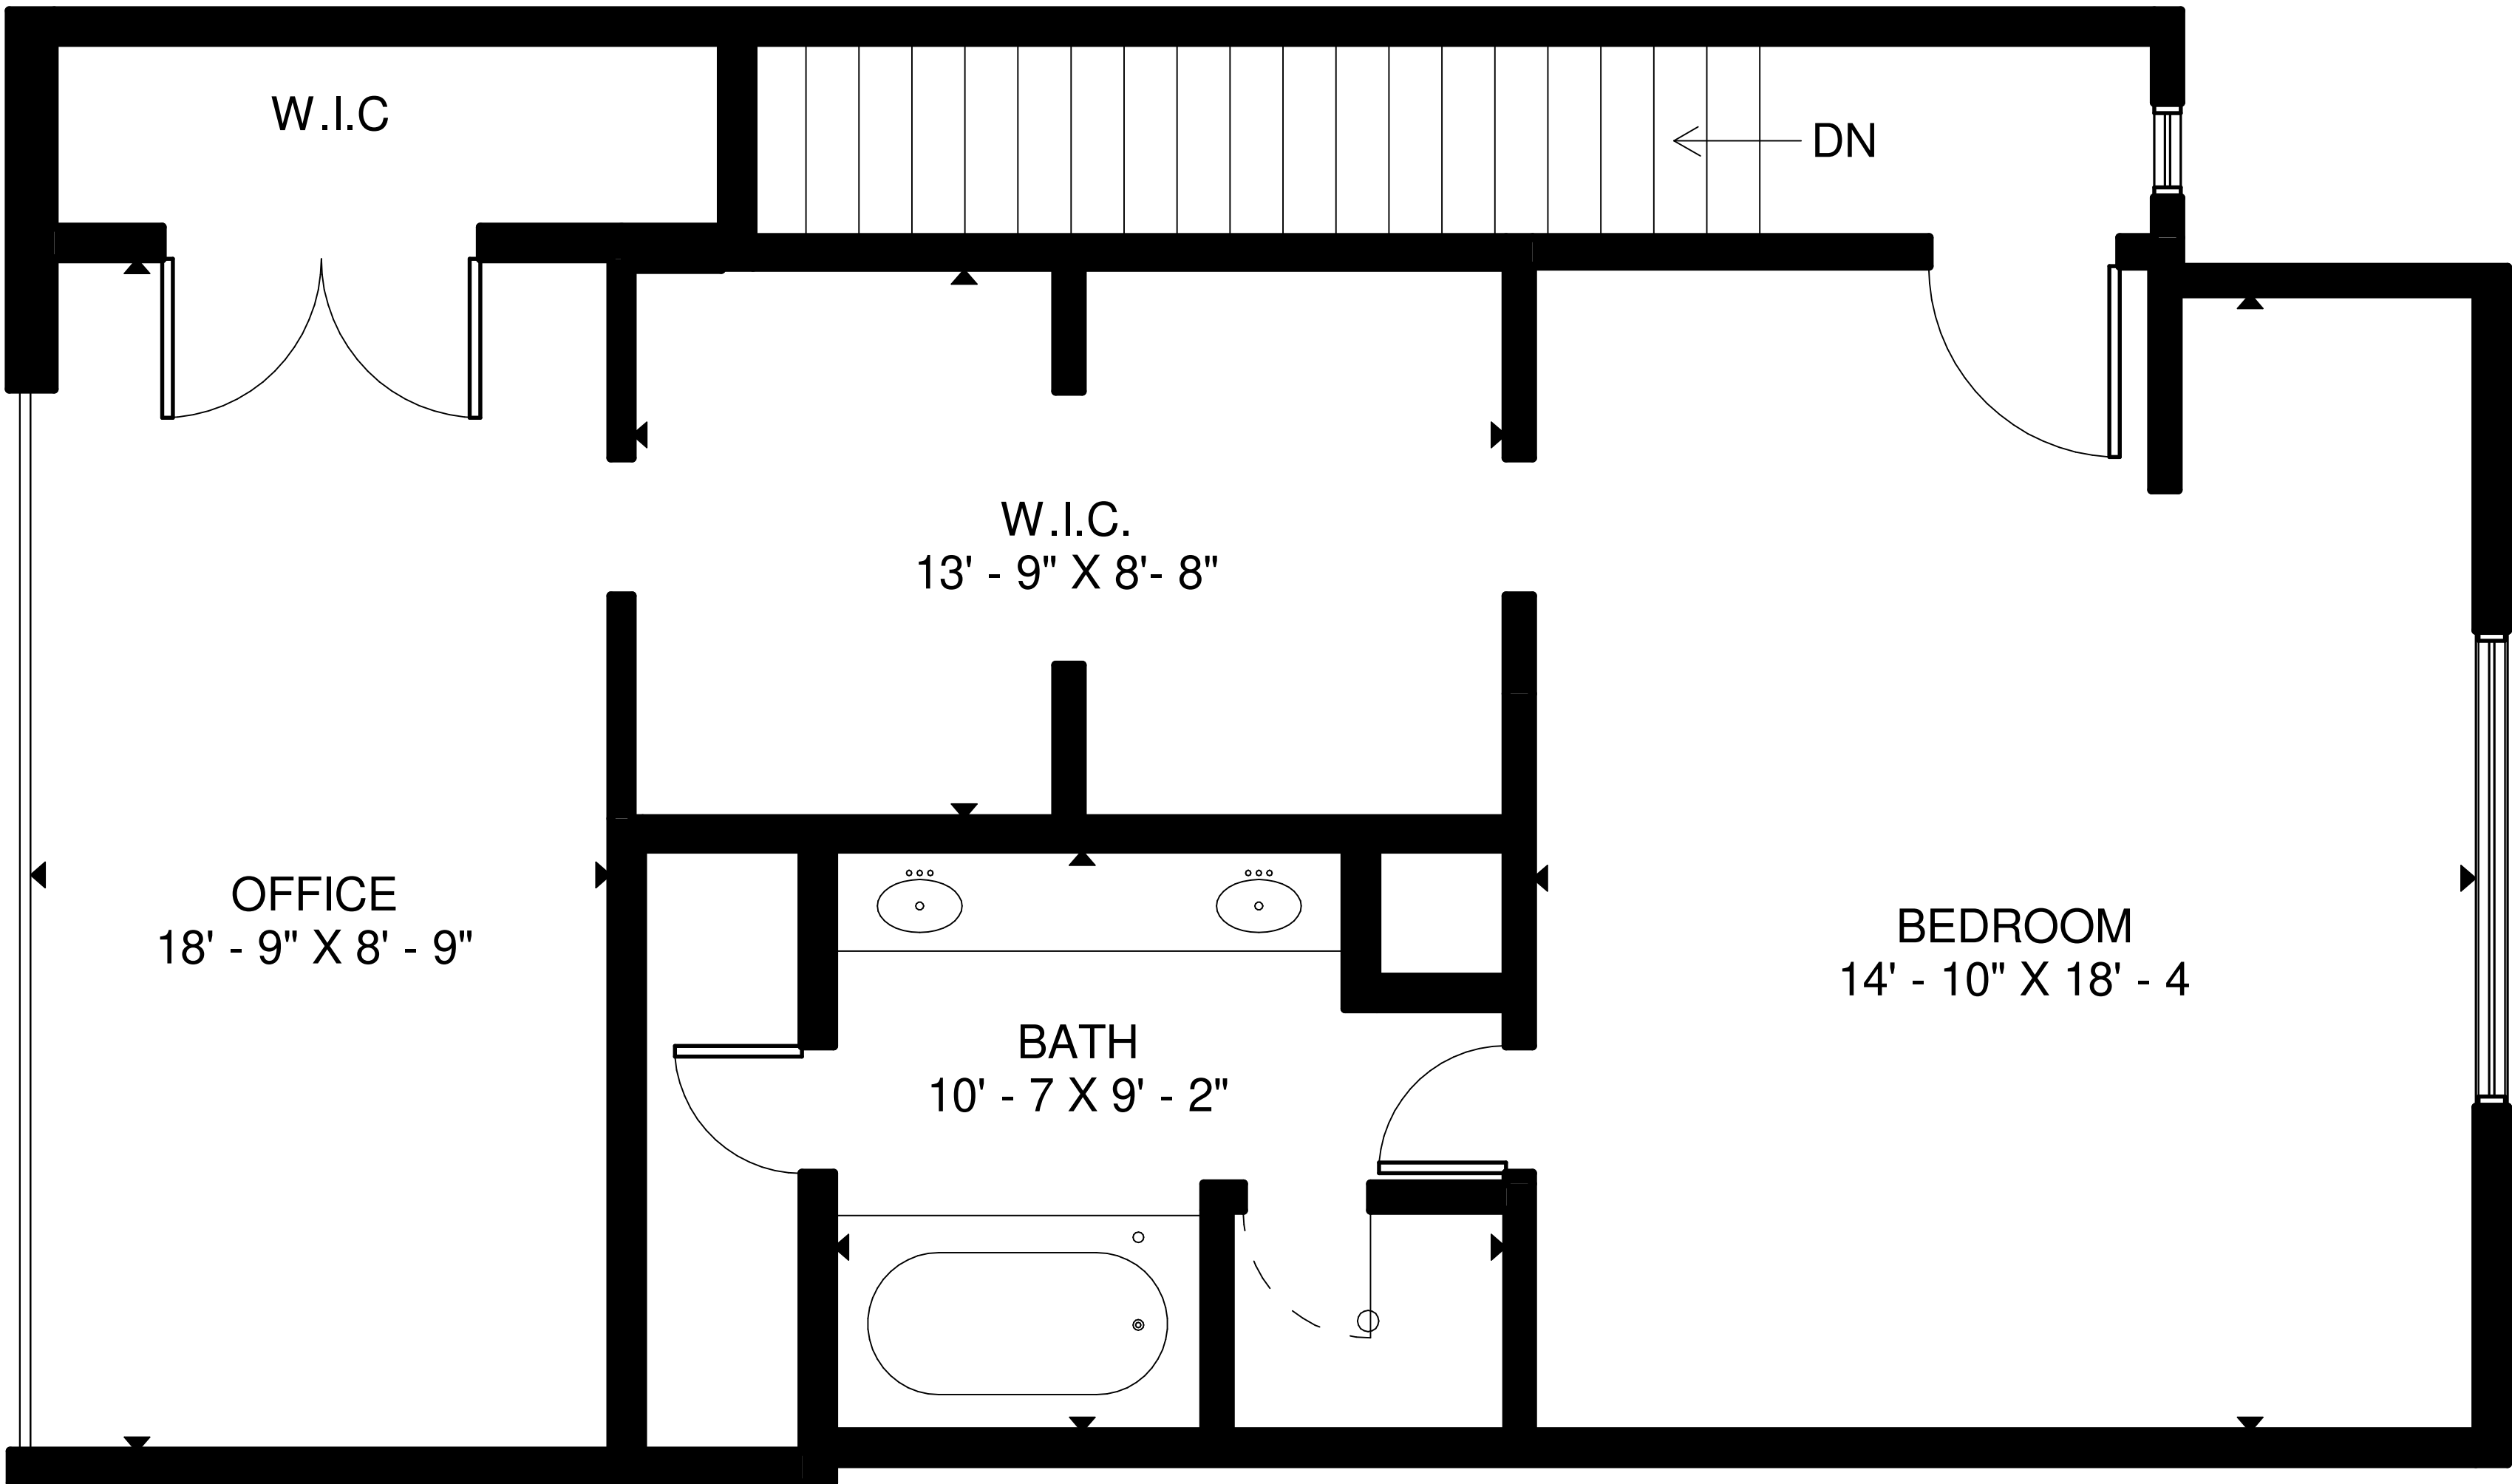 W.I.C
DN
W.I.C.
13' - 9" X 8'- 8"
OFFICE
18' - 9" X 8' - 9"
BEDROOM
14' - 10" X 18' - 4
BATH
10' - 7 X 9' - 2"